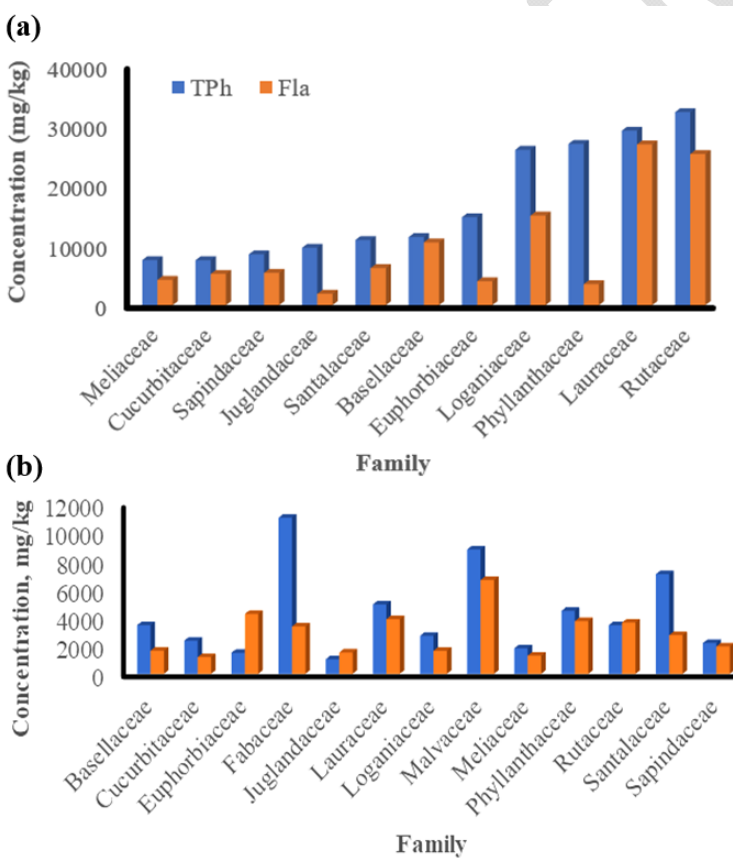 (a)
40000
30000
20000
10000
0
Concentration (mg/kg)
TPh Fla
Meliaceae
Cucurbitaceae
Sapindaceae
Juglandaceae
Santalaceae
Basellaceae
Euphorbiaceae
Loganiaceae
Phyllanthaceae
Lauraceae
Rutaceae
Family
(b)
12000
10000
8000
6000
4000
2000
0
Concentration, mg/kg
Basellaceae
Cucurbitaceae
Euphorbiaceae
Fabaceae
Juglandaceae
Lauraceae
Loganiaceae
Malvaceae
Meliaceae
Phyllanthaceae
Rutaceae
Santalaceae
Sapindaceae
Family